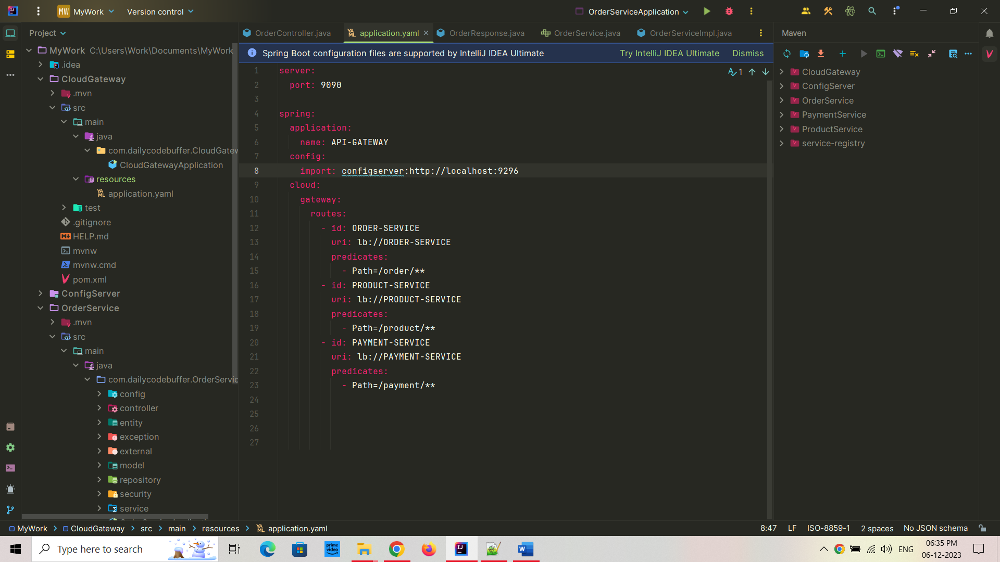 MW MyWork Version control OrderServiceApplication
Project
OrderController.java application.yaml OrderResponse.java OrderService.java OrderServiceImpl.java
Maven
Spring Boot configuration files are supported by IntelliJ IDEA Ultimate Try IntelliJ IDEA Ultimate Dismiss
MyWork C:\Users\Work\Documents\MyWork
.idea
CloudGateway
.mvn
src
main
java
com.dailycodebuffer.CloudGatew
CloudGatewayApplication
resources
application.yaml
test
.gitignore
HELP.md
mvnw
mvnw.cmd
pom.xml
ConfigServer
OrderService
.mvn
src
main
java
com.dailycodebuffer.OrderServic
config
controller
entity
exception
external
model
repository
security
service
1 server:
2 port: 9090
3
4 spring:
5 application:
6 name: API-GATEWAY
7 config:
8 import: configserver:http://localhost:9296
9 cloud:
10 gateway:
11 routes:
12 - id: ORDER-SERVICE
13 uri: lb://ORDER-SERVICE
14 predicates:
15 - Path=/order/**
16 - id: PRODUCT-SERVICE
17 uri: lb://PRODUCT-SERVICE
18 predicates:
19 - Path=/product/**
20 - id: PAYMENT-SERVICE
21 uri: lb://PAYMENT-SERVICE
22 predicates:
23 - Path=/payment/**
24
25
26
27
1
CloudGateway
ConfigServer
OrderService
PaymentService
ProductService
service-registry
MyWork CloudGateway src main resources application.yaml
8:47 LF ISO-8859-1 2 spaces No JSON schema
Type here to search
prime video
ENG
06:35 PM
06-12-2023